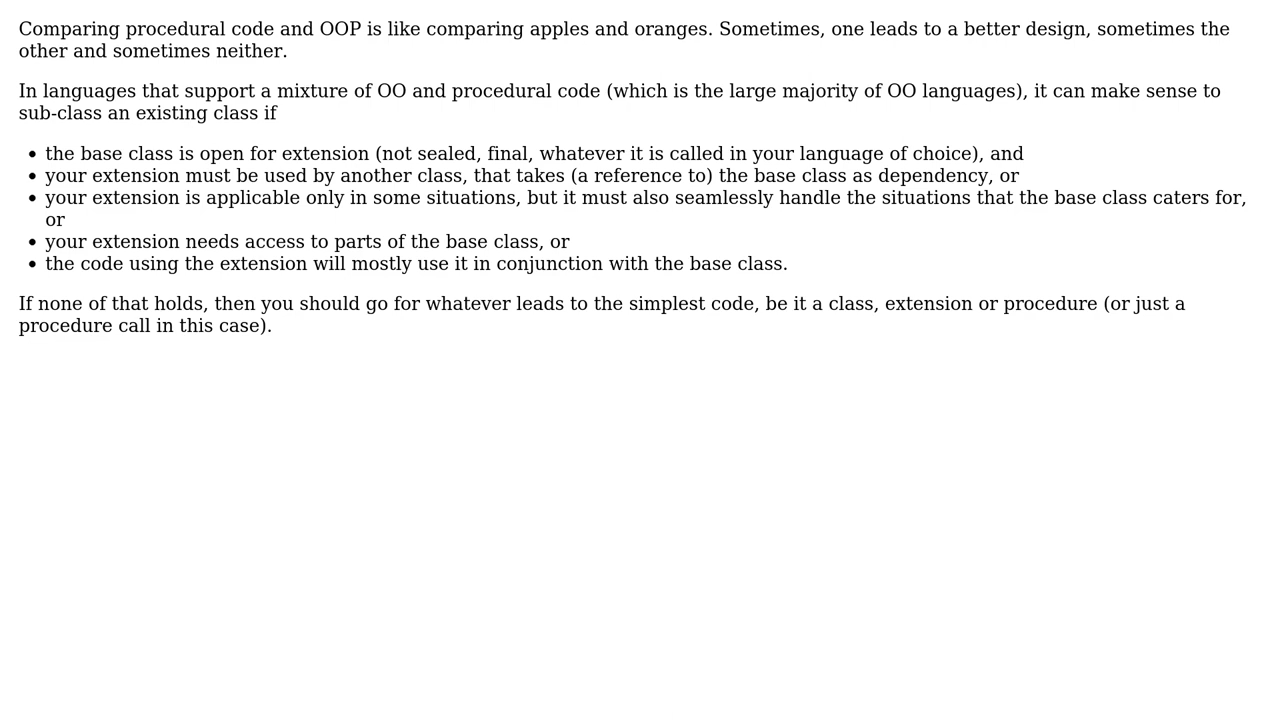 Comparing procedural code and OOP is like comparing apples and oranges. Sometimes, one leads to a better design, sometimes the
other and sometimes neither.
In languages that support a mixture of OO and procedural code (which is the large majority of OO languages), it can make sense to
sub-class an existing class if
• the base class is open for extension (not sealed, final, whatever it is called in your language of choice), and
• your extension must be used by another class, that takes (a reference to) the base class as dependency, or
• your extension is applicable only in some situations, but it must also seamlessly handle the situations that the base class caters for,
or
• your extension needs access to parts of the base class, or
• the code using the extension will mostly use it in conjunction with the base class.
If none of that holds, then you should go for whatever leads to the simplest code, be it a class, extension or procedure (or just a
procedure call in this case).